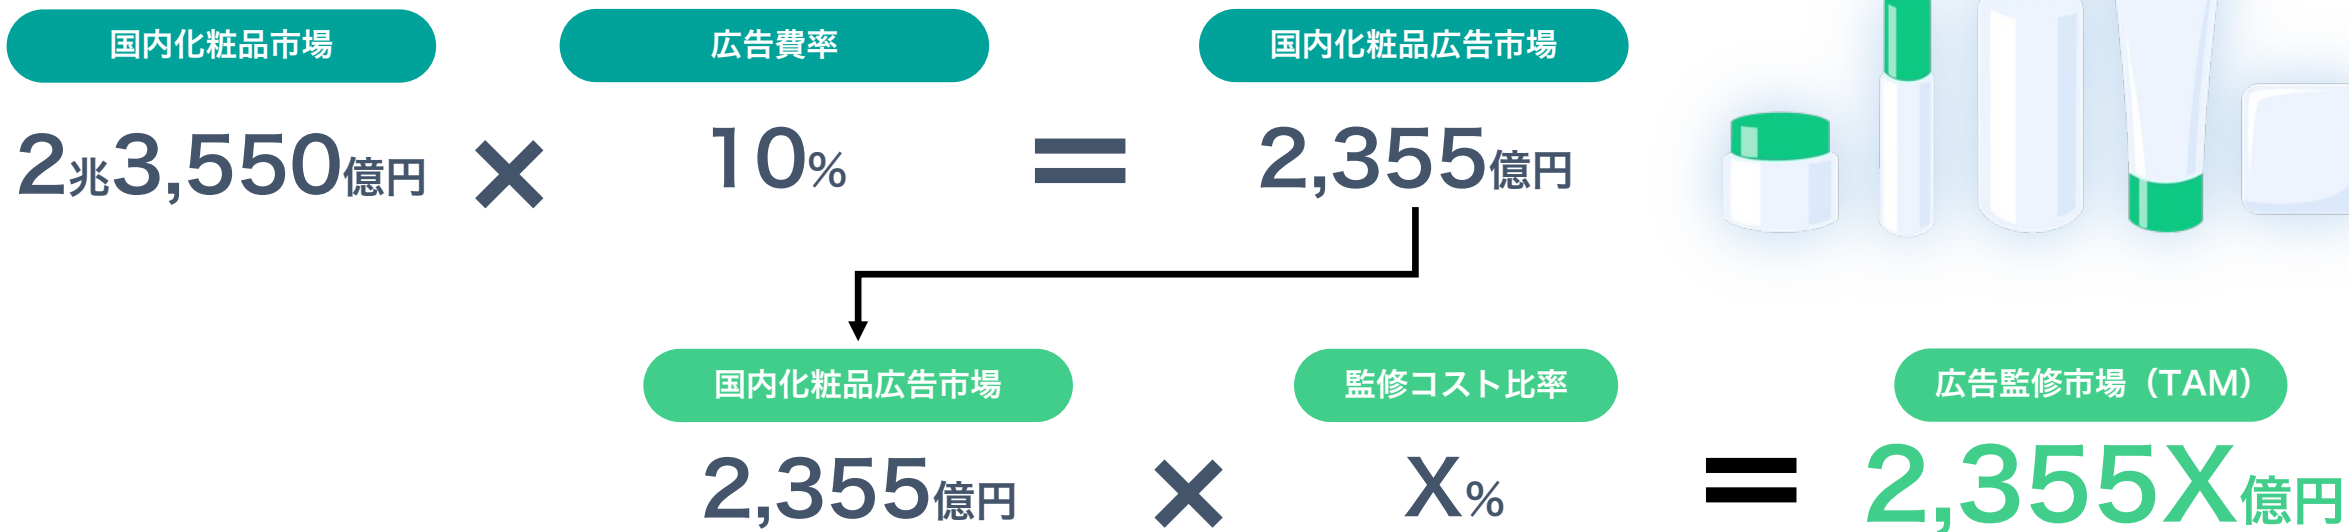 国内化粧品市場 広告費率 国内化粧品広告市場
2兆3,550億円 × 10% = 2,355億円
国内化粧品広告市場 監修コスト比率 広告監修市場（TAM）
2,355億円 × X% = 2,355X億円